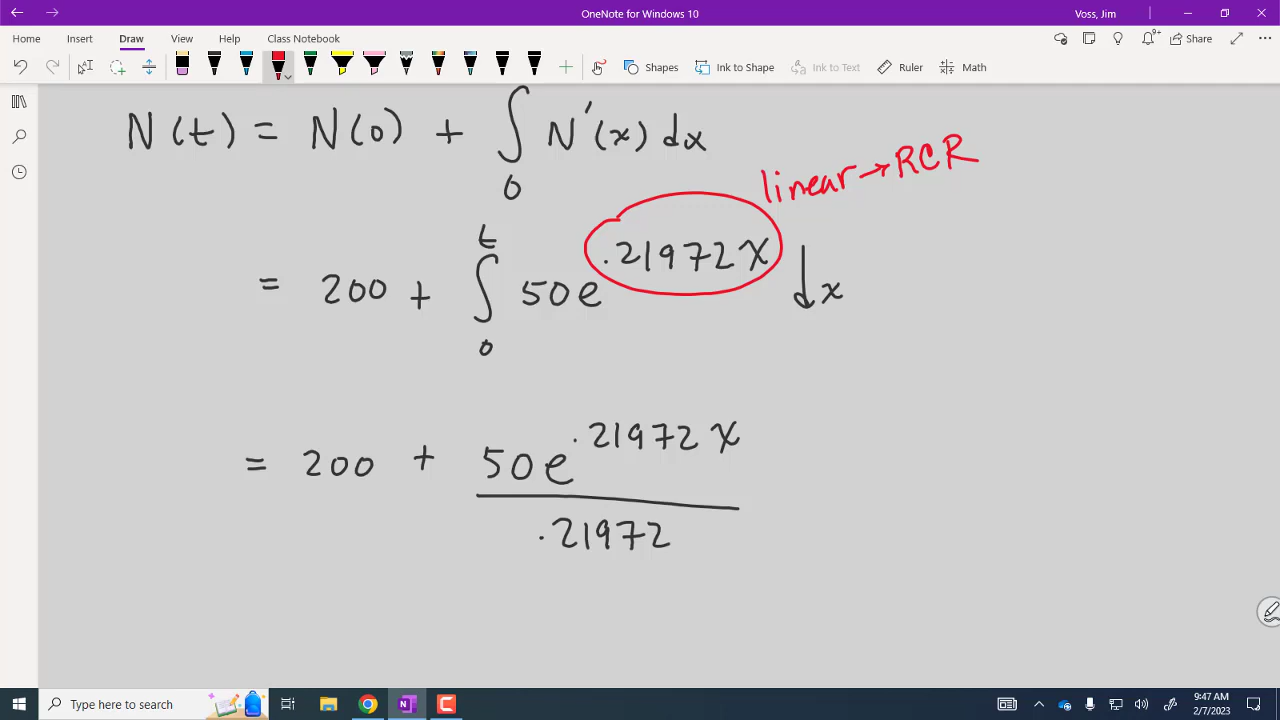 OneNote for Windows 10
Voss, Jim
Home Insert Draw View Help Class Notebook
Share
Shapes Ink to Shape Ink to Text Ruler Math
N(t) = N(0) + ∫₀ N'(x) dx
linear → RCR
= 200 + ∫₀ᵗ 50e^.21972x dx
= 200 + 50e^.21972x
.21972
Type here to search
9:47 AM
2/7/2023